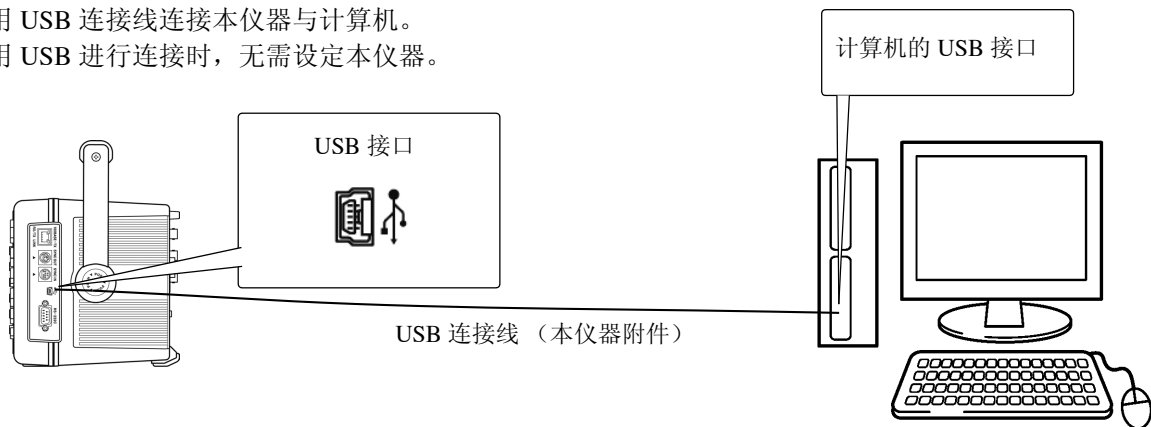 用 USB 连接线连接本仪器与计算机。
用 USB 进行连接时，无需设定本仪器。
计算机的 USB 接口
USB 接口
USB 连接线 （本仪器附件）